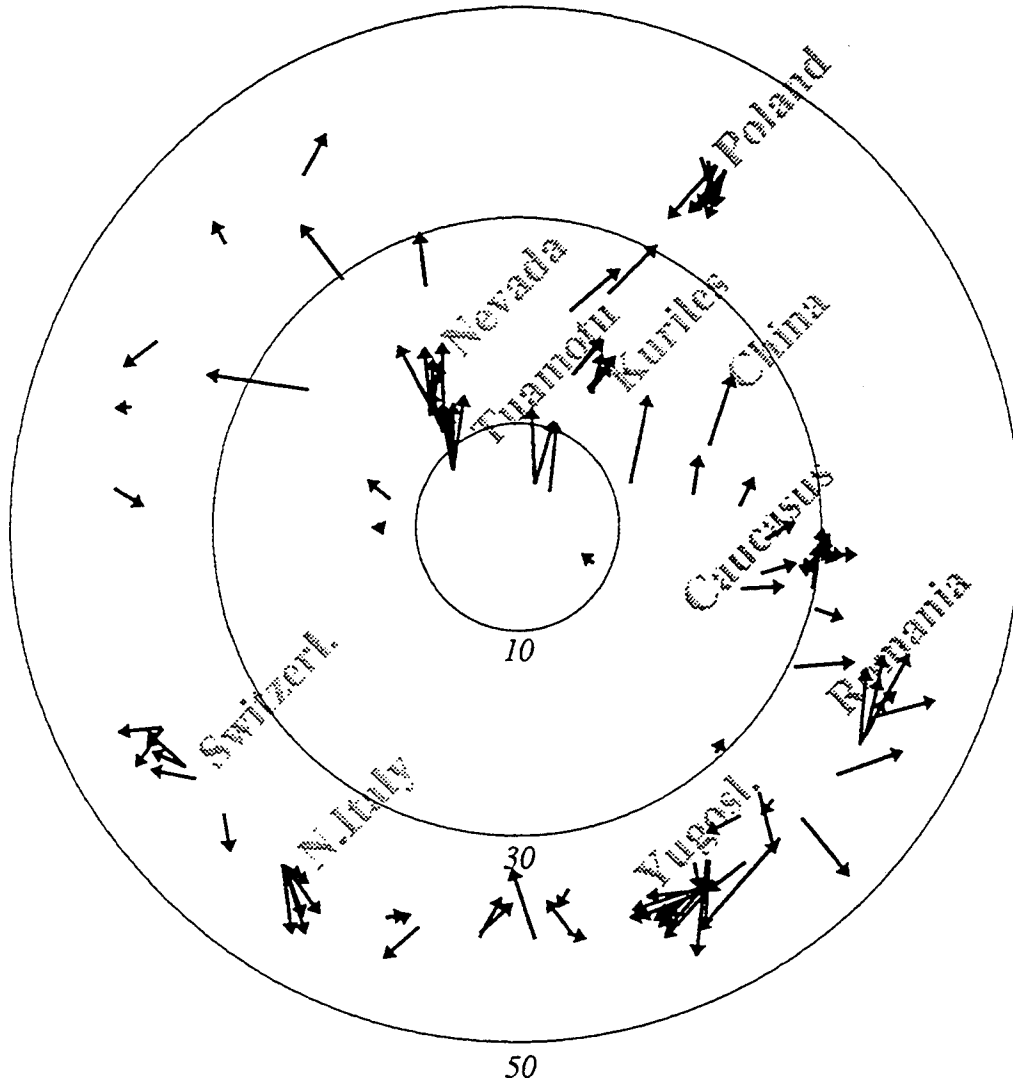 Poland
Nevada
Tuamotu
Kuriles
China
Caucasus
10
Romania
Switzerl.
N.Italy
30
Yugosl.
50